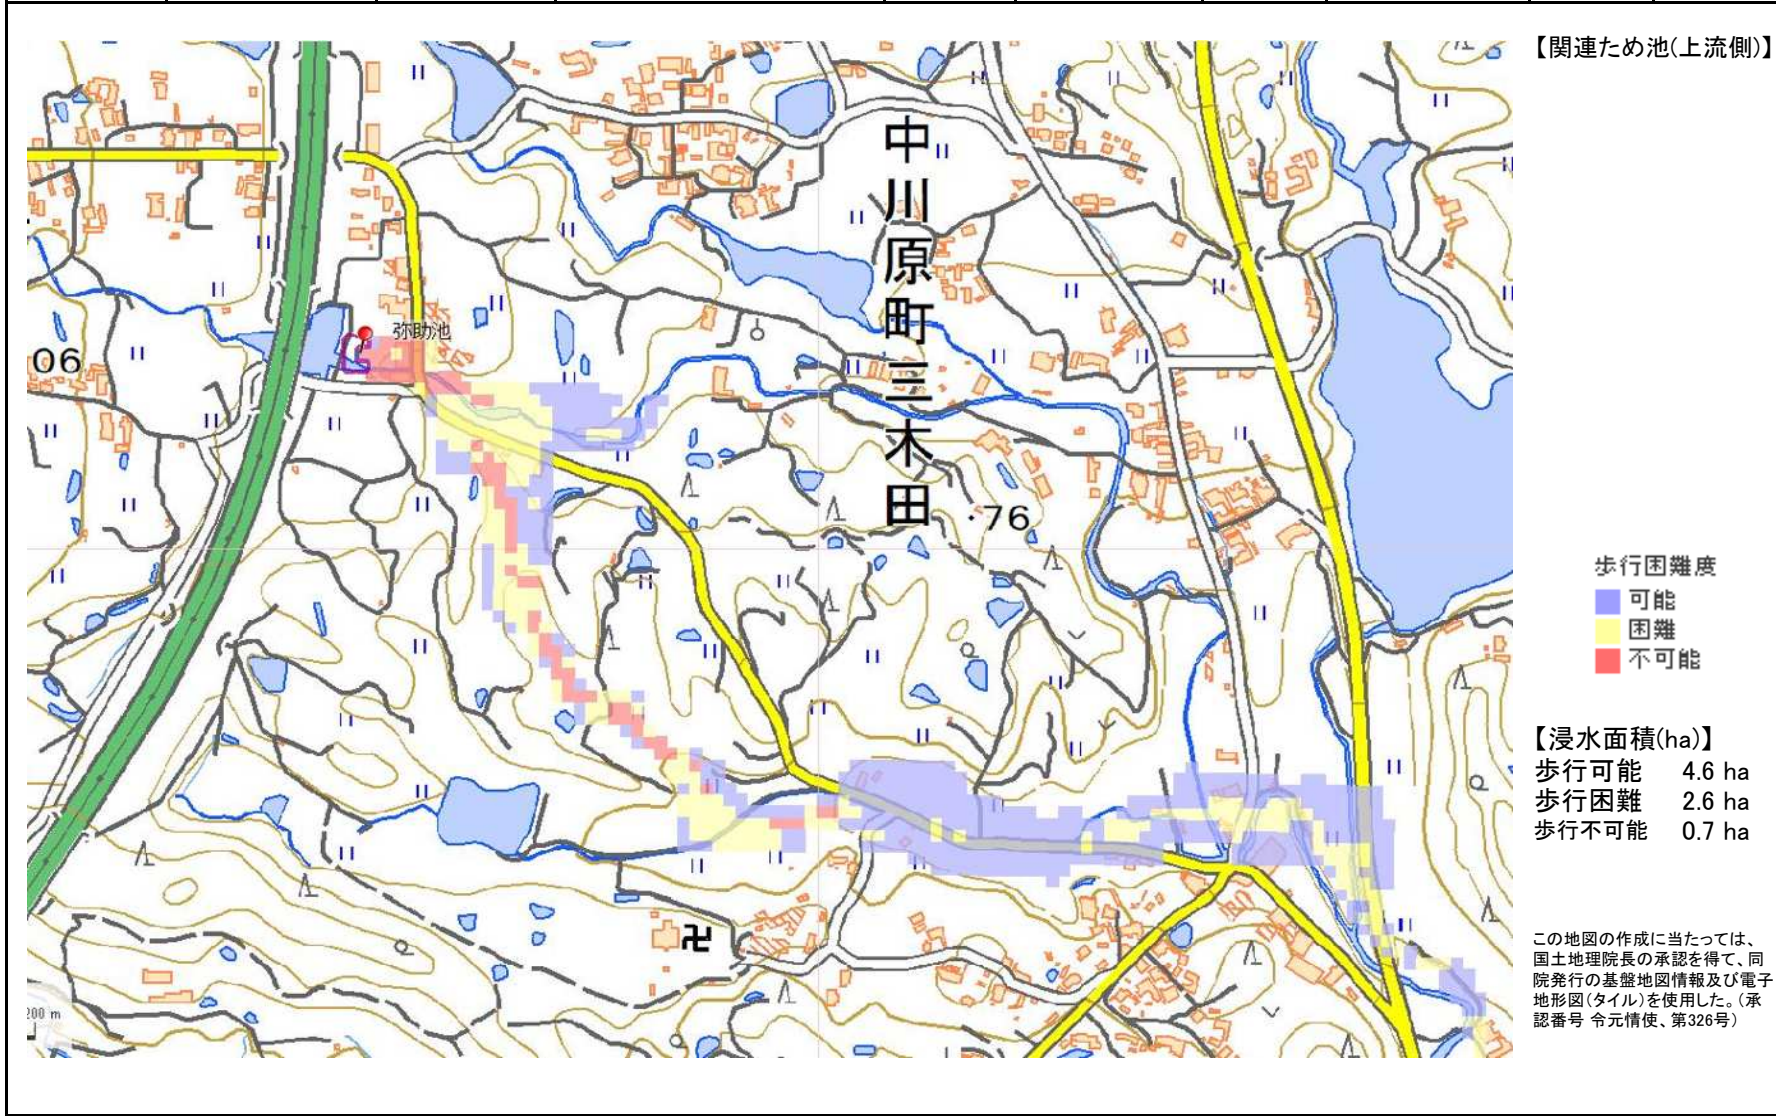 【関連ため池(上流側)】
中川原町三木田
弥助池
06
・76
卍
200 m
歩行困難度
可能
困難
不可能
【浸水面積(ha)】
歩行可能 4.6 ha
歩行困難 2.6 ha
歩行不可能 0.7 ha
この地図の作成に当たっては、
国土地理院長の承認を得て、同
院発行の基盤地図情報及び電子
地形図(タイル)を使用した。(承
認番号 令元情使、第326号)